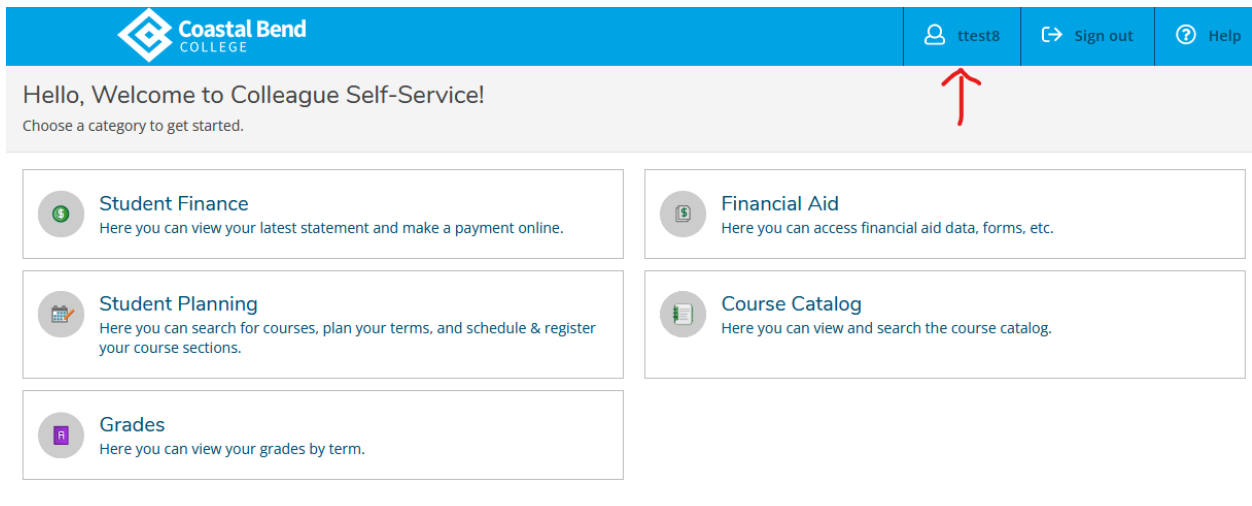 Coastal Bend
COLLEGE
ttest8
Sign out
Help
Hello, Welcome to Colleague Self-Service!
Choose a category to get started.
Student Finance
Here you can view your latest statement and make a payment online.
Financial Aid
Here you can access financial aid data, forms, etc.
Student Planning
Here you can search for courses, plan your terms, and schedule & register
your course sections.
Course Catalog
Here you can view and search the course catalog.
Grades
Here you can view your grades by term.